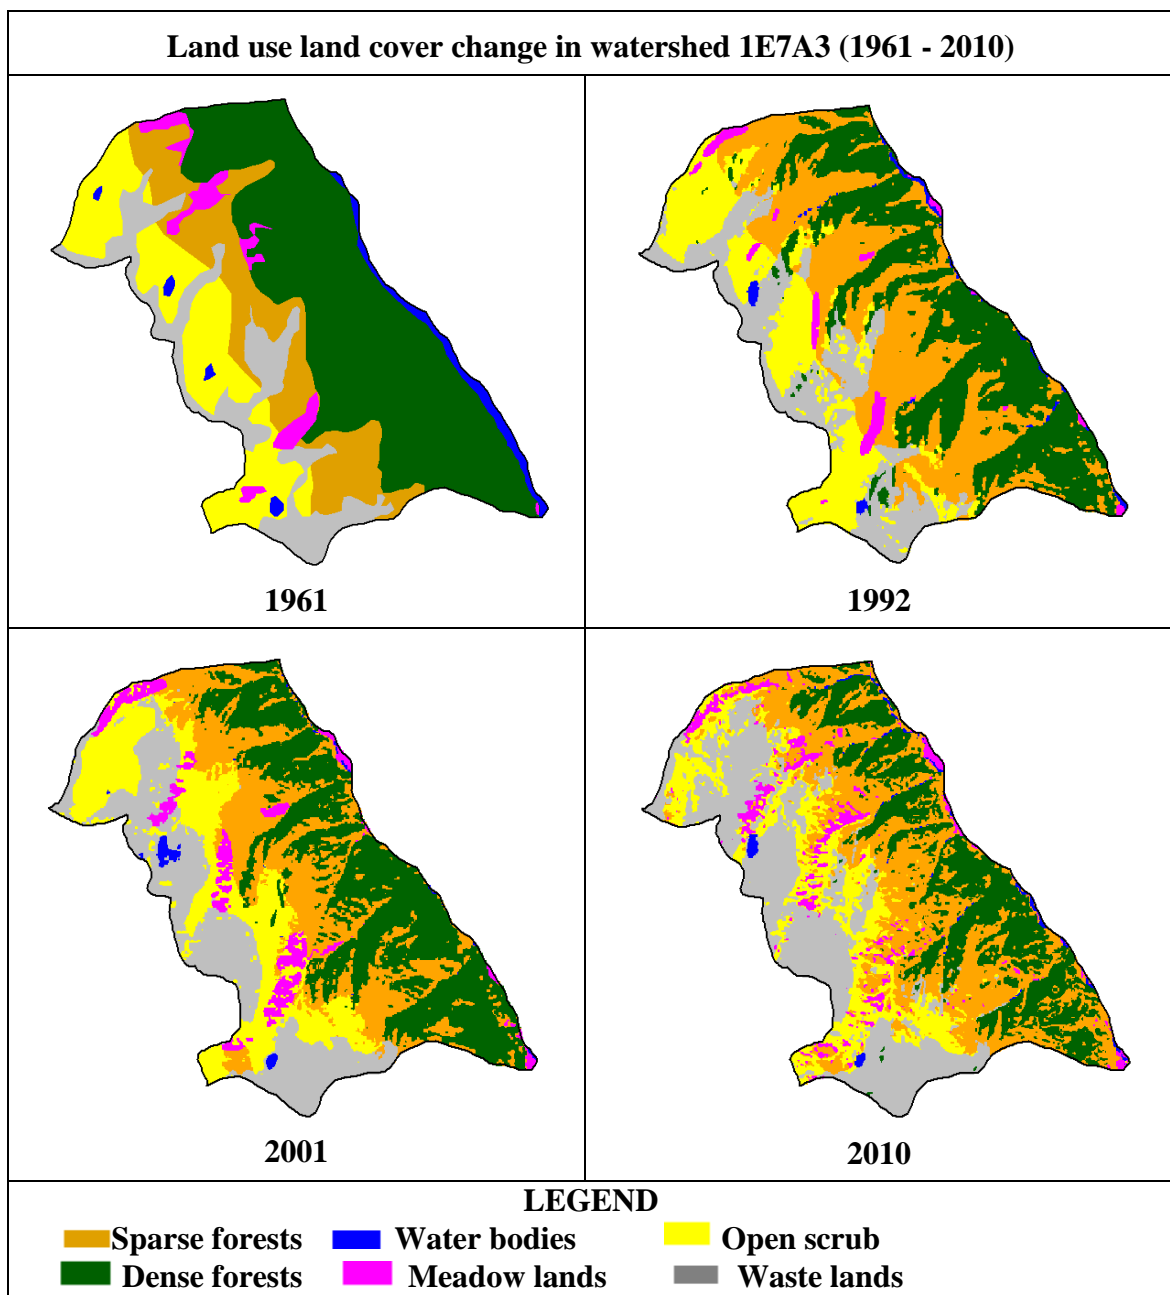 Land use land cover change in watershed 1E7A3 (1961 - 2010)
1961
1992
2001
2010
LEGEND
Sparse forests Water bodies Open scrub
Dense forests Meadow lands Waste lands